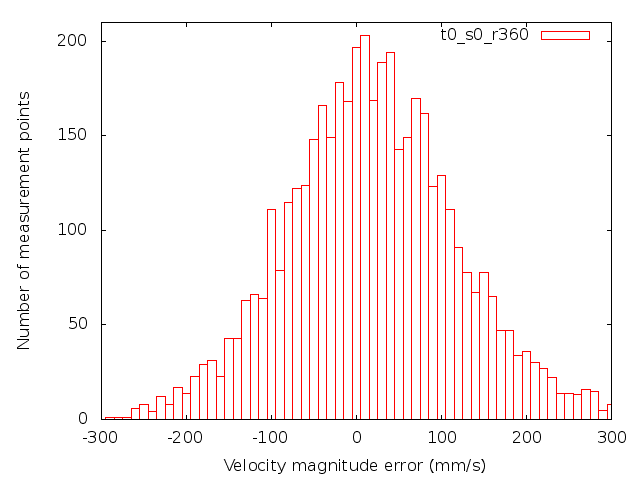 t0_s0_r360
200
150
100
50
0
-300 -200 -100 0 100 200 300
Number of measurement points
Velocity magnitude error (mm/s)